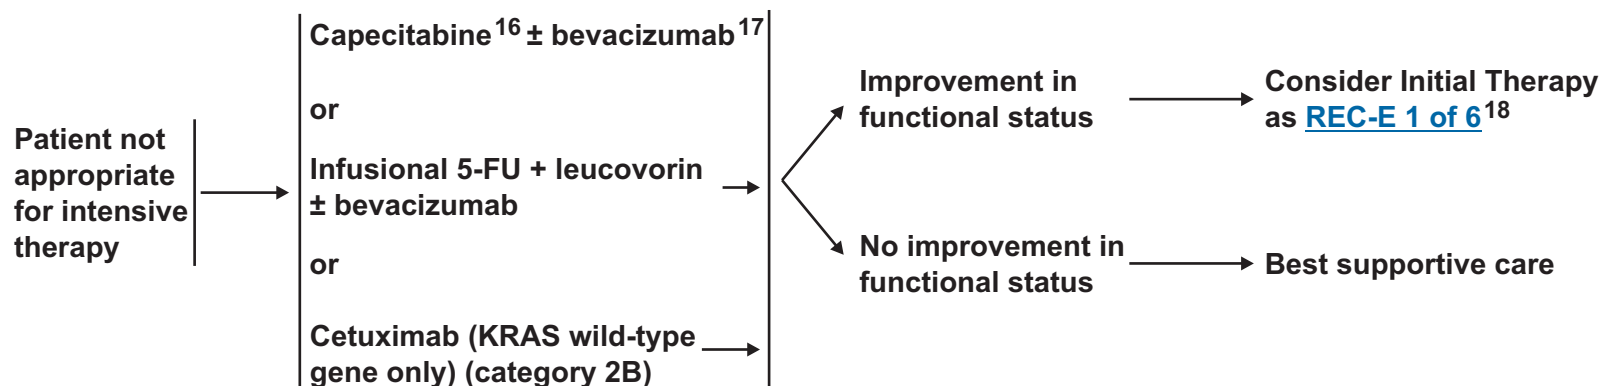 Patient not
appropriate
for intensive
therapy
Capecitabine16 ± bevacizumab17
or
Infusional 5-FU + leucovorin
± bevacizumab
or
Cetuximab (KRAS wild-type
gene only) (category 2B)
Improvement in
functional status
Consider Initial Therapy
as REC-E 1 of 618
No improvement in
functional status
Best supportive care